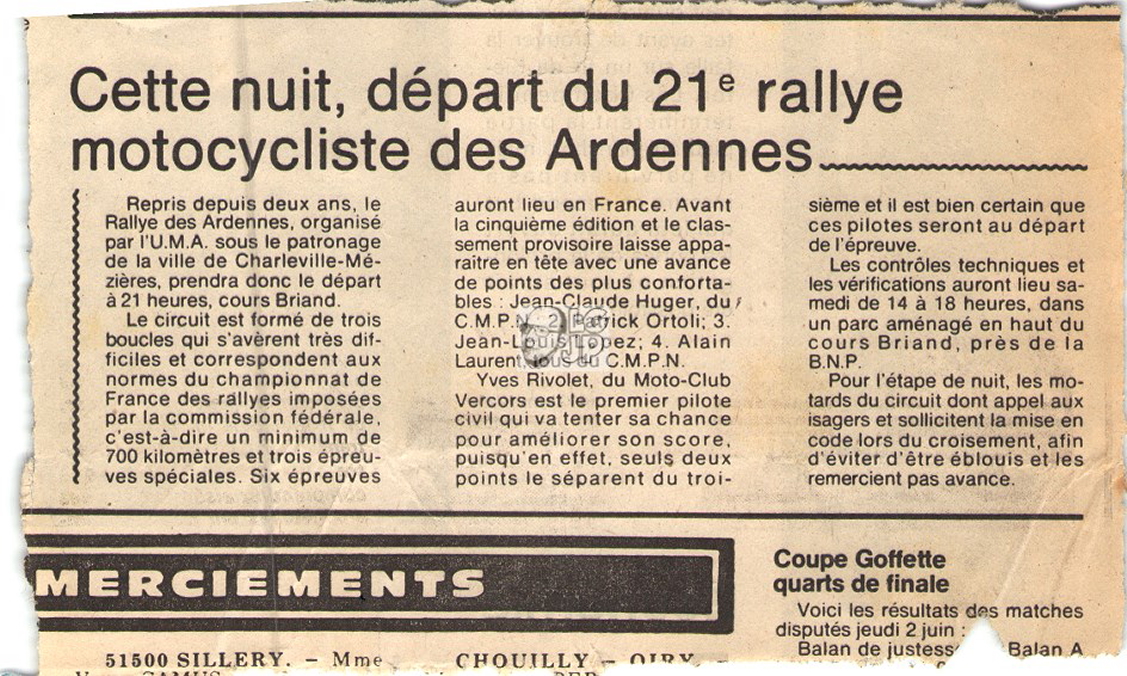 Cette nuit, départ du 21e rallye
motocycliste des Ardennes
Repris depuis deux ans, le
Rallye des Ardennes, organisé
par l'U.M.A. sous le patronage
de la ville de Charleville-Mé-
zières, prendra donc le départ
à 21 heures, cours Briand.
Le circuit est formé de trois
boucles qui s'avèrent très dif-
ficiles et correspondent aux
normes du championnat de
France des rallyes imposées
par la commission fédérale,
c'est-à-dire un minimum de
700 kilomètres et trois épreu-
ves spéciales. Six épreuves
auront lieu en France. Avant
la cinquième édition et le clas-
sement provisoire laisse appa-
raître en tête avec une avance
de points des plus conforta-
bles : Jean-Claude Huger, du
C.M.P.N. 2. Patrick Ortoli; 3.
Jean-Louis Lopez; 4. Alain
Laurent, tous du C.M.P.N.
Yves Rivolet, du Moto-Club
Vercors est le premier pilote
civil qui va tenter sa chance
pour améliorer son score,
puisqu'en effet, seuls deux
points le séparent du troi-
sième et il est bien certain que
ces pilotes seront au départ
de l'épreuve.
Les contrôles techniques et
les vérifications auront lieu sa-
medi de 14 à 18 heures, dans
un parc aménagé en haut du
cours Briand, près de la
B.N.P.
Pour l'étape de nuit, les mo-
tards du circuit dont appel aux
isagers et sollicitent la mise en
code lors du croisement, afin
d'éviter d'être éblouis et les
remercient pas avance.
MERCIEMENTS
51500 SILLERY. – Mme
CHOUILLY – OIRY. –
Coupe Goffette
quarts de finale
Voici les résultats des matches
disputés jeudi 2 juin :
Balan de justess Balan A